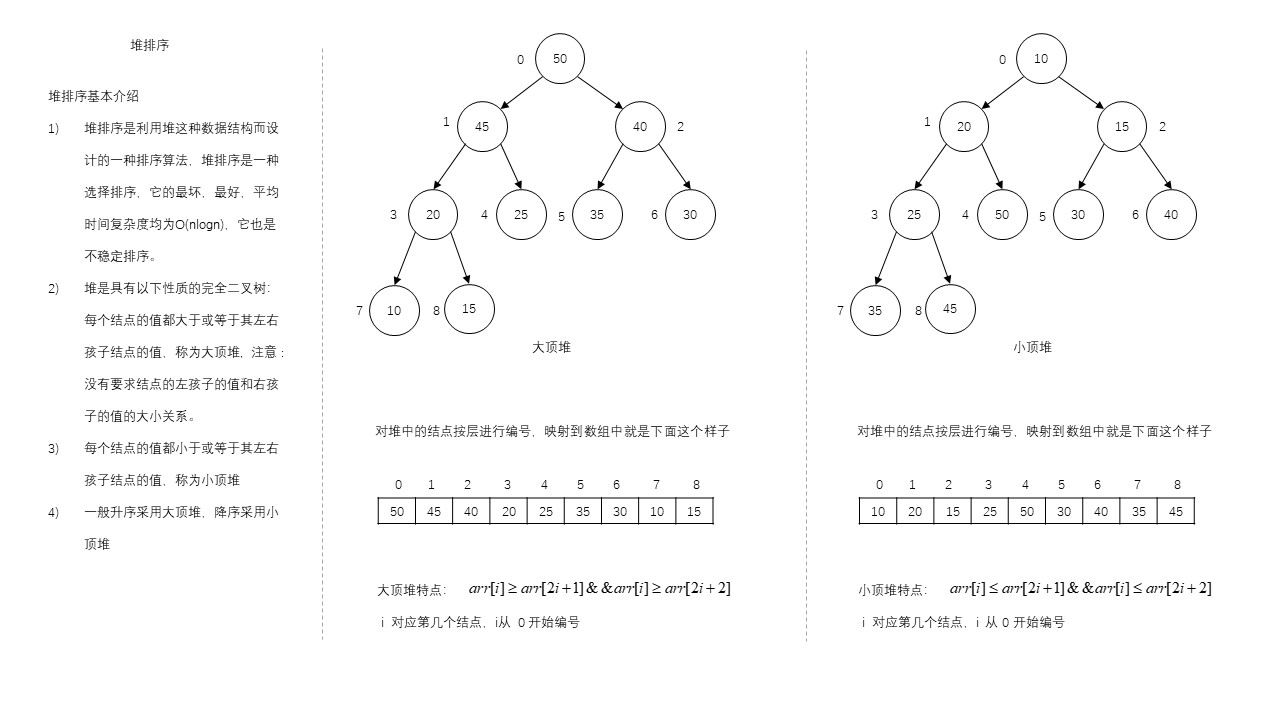 堆排序
堆排序基本介绍
1) 堆排序是利用堆这种数据结构而设
计的一种排序算法，堆排序是一种
选择排序，它的最坏，最好，平均
时间复杂度均为O(nlogn)，它也是
不稳定排序。
2) 堆是具有以下性质的完全二叉树：
每个结点的值都大于或等于其左右
孩子结点的值，称为大顶堆, 注意 :
没有要求结点的左孩子的值和右孩
子的值的大小关系。
3) 每个结点的值都小于或等于其左右
孩子结点的值，称为小顶堆
4) 一般升序采用大顶堆，降序采用小
顶堆
0 50
1 45 40 2
3 20 4 25 5 35 6 30
7 10 8 15
大顶堆
对堆中的结点按层进行编号，映射到数组中就是下面这个样子
0 1 2 3 4 5 6 7 8
50 45 40 20 25 35 30 10 15
大顶堆特点： arr[i] ≥ arr[2i+1] & &arr[i] ≥ arr[2i+2]
i 对应第几个结点，i从 0 开始编号
0 10
1 20 15 2
3 25 4 50 5 30 6 40
7 35 8 45
小顶堆
对堆中的结点按层进行编号，映射到数组中就是下面这个样子
0 1 2 3 4 5 6 7 8
10 20 15 25 50 30 40 35 45
小顶堆特点： arr[i] ≤ arr[2i+1] & &arr[i] ≤ arr[2i+2]
i 对应第几个结点，i 从 0 开始编号